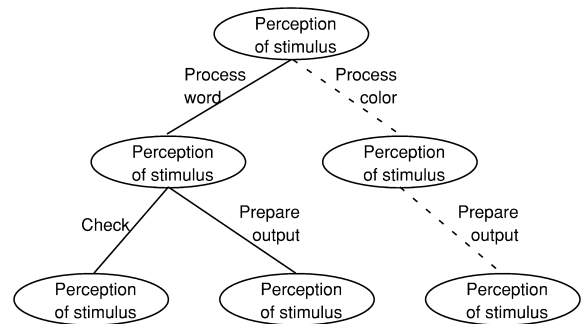 Perception
of stimulus
Process
word
Process
color
Perception
of stimulus
Perception
of stimulus
Check
Prepare
output
Prepare
output
Perception
of stimulus
Perception
of stimulus
Perception
of stimulus